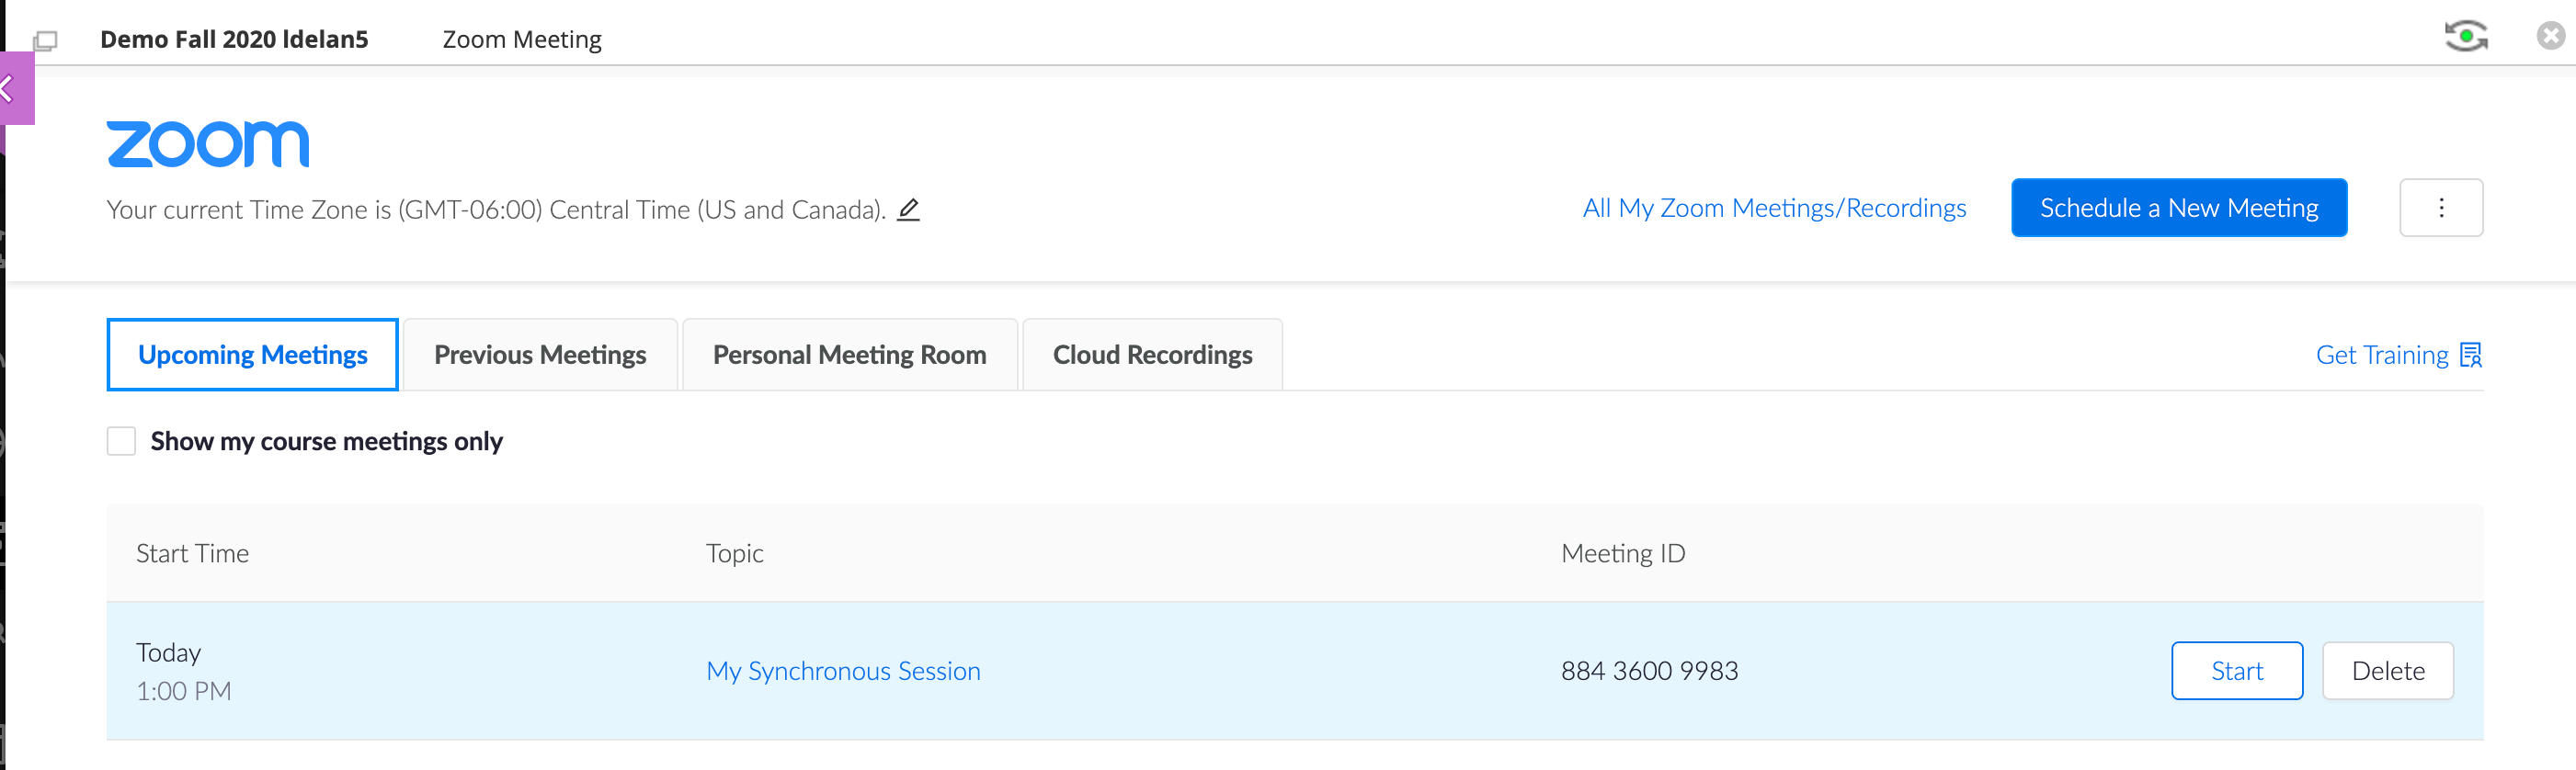 Demo Fall 2020 ldelan5 Zoom Meeting
zoom
Your current Time Zone is (GMT-06:00) Central Time (US and Canada).
All My Zoom Meetings/Recordings Schedule a New Meeting
Upcoming Meetings Previous Meetings Personal Meeting Room Cloud Recordings Get Training
Show my course meetings only
Start Time Topic Meeting ID
Today
1:00 PM My Synchronous Session 884 3600 9983 Start Delete